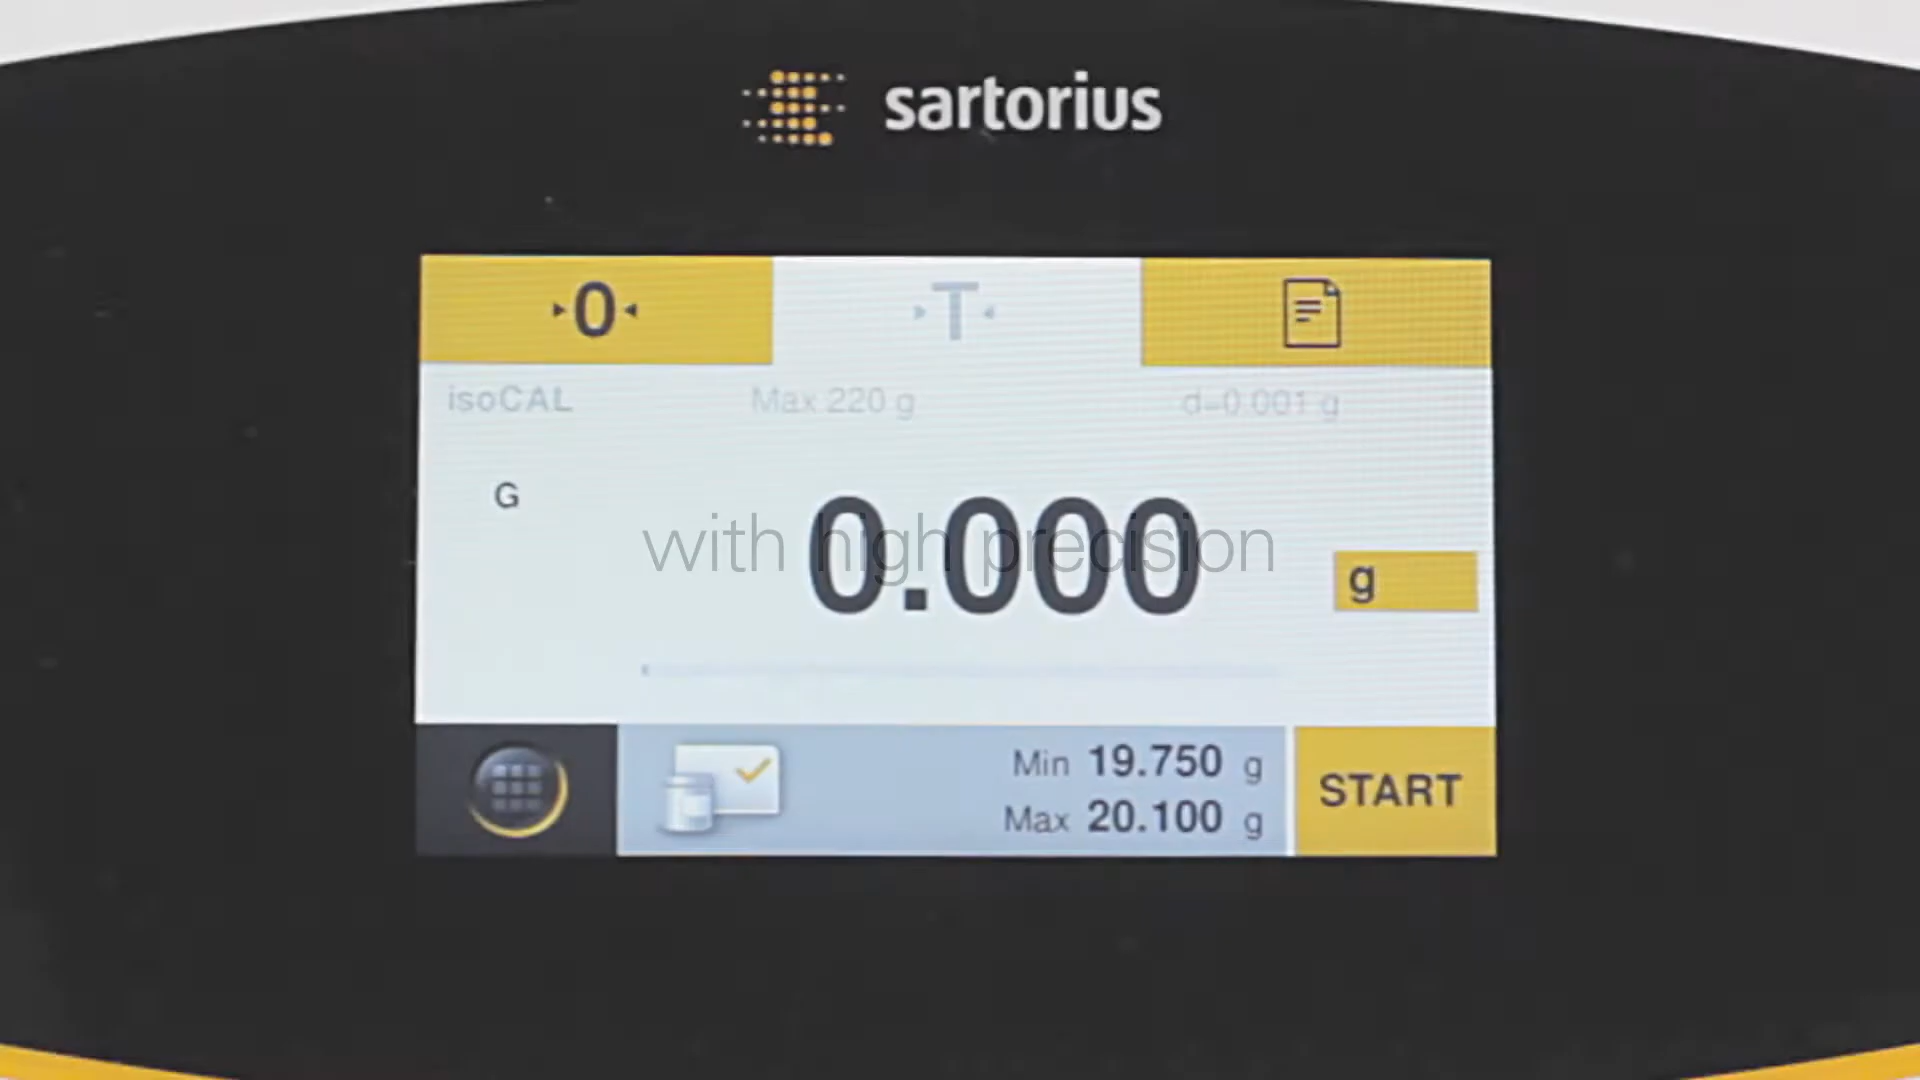 sartorius
0 T
isoCAL Max 220 g d=0.001 g
G
0.000 g
with high precision
Min 19.750 g
Max 20.100 g
START